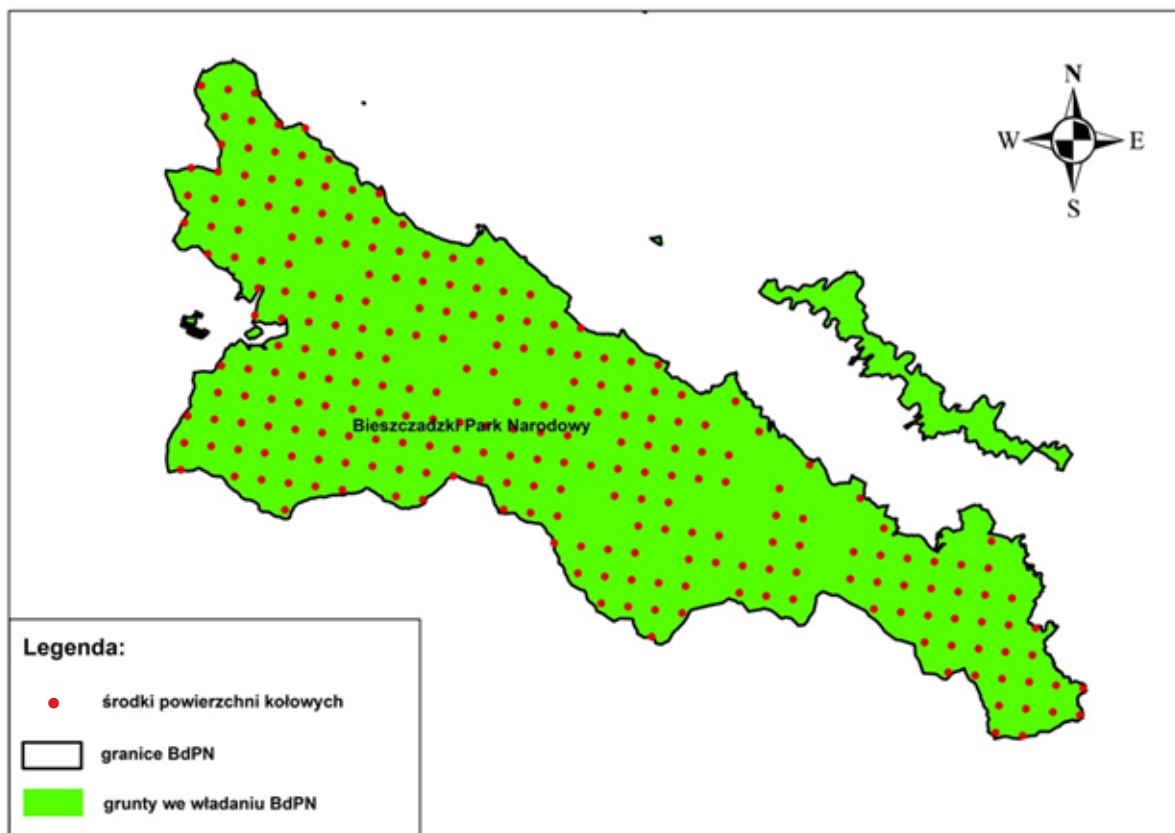 N
W E
S
Bieszczadzki Park Narodowy
Legenda:
środki powierzchni kołowych
granice BdPN
grunty we władaniu BdPN